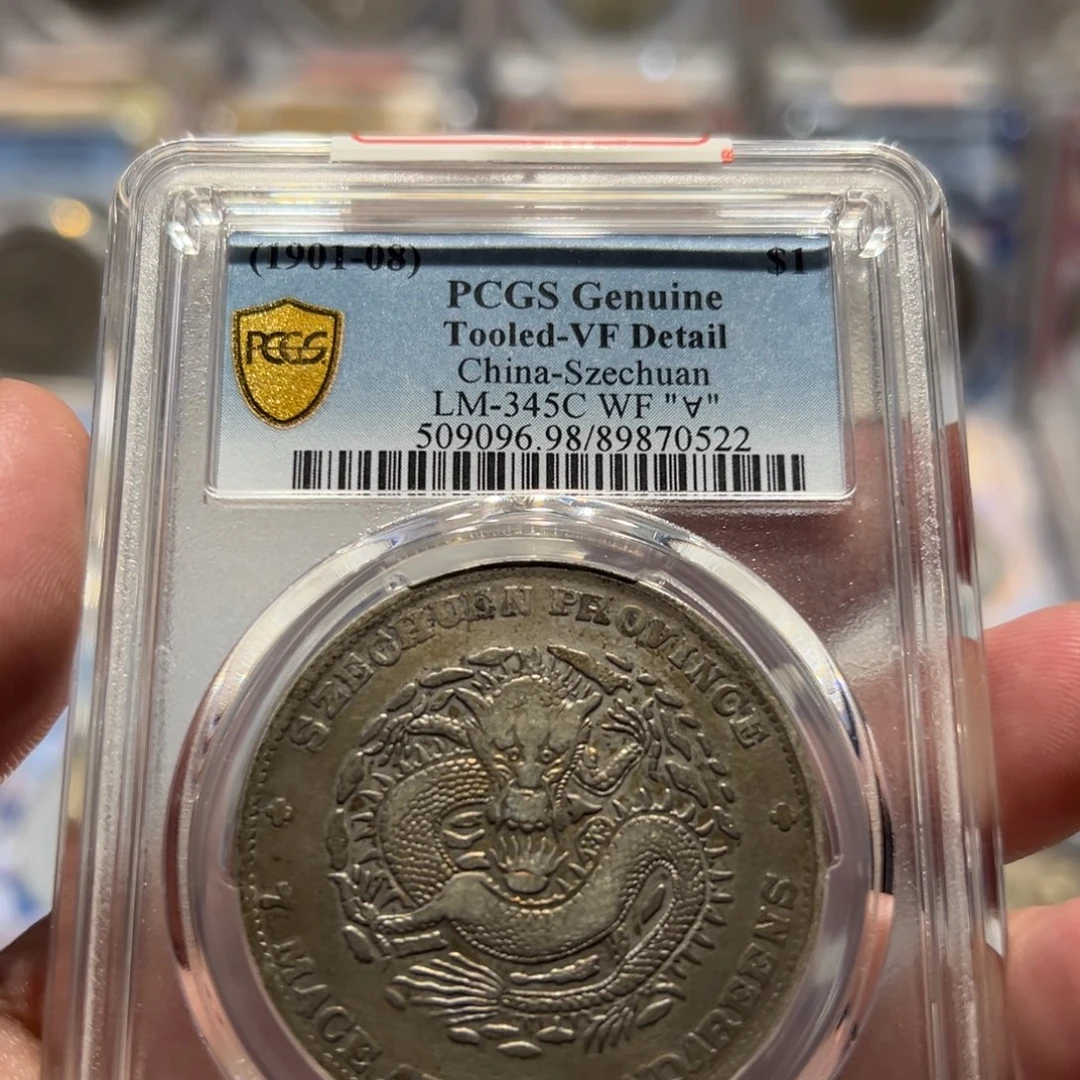 (1901-08) $1
PCGS Genuine
Tooled-VF Detail
PCGS
China-Szechuan
LM-345C WF "∀"
509096.98/89870522
SZECHUEN PROVINCE
7 MACE